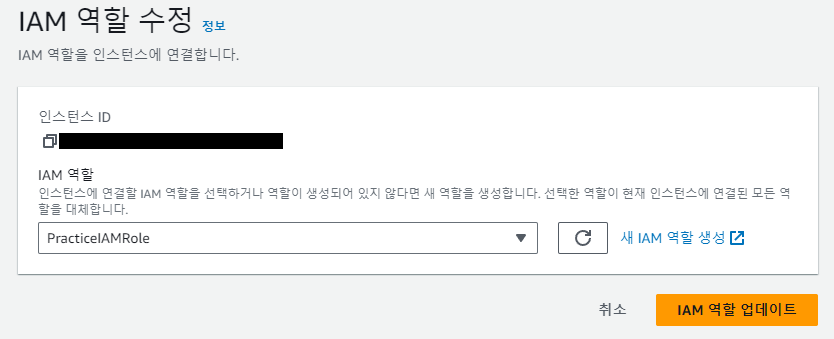 IAM 역할 수정 정보
IAM 역할을 인스턴스에 연결합니다.
인스턴스 ID
IAM 역할
인스턴스에 연결할 IAM 역할을 선택하거나 역할이 생성되어 있지 않다면 새 역할을 생성합니다. 선택한 역할이 현재 인스턴스에 연결된 모든 역
할을 대체합니다.
PracticeIAMRole 새 IAM 역할 생성
취소 IAM 역할 업데이트